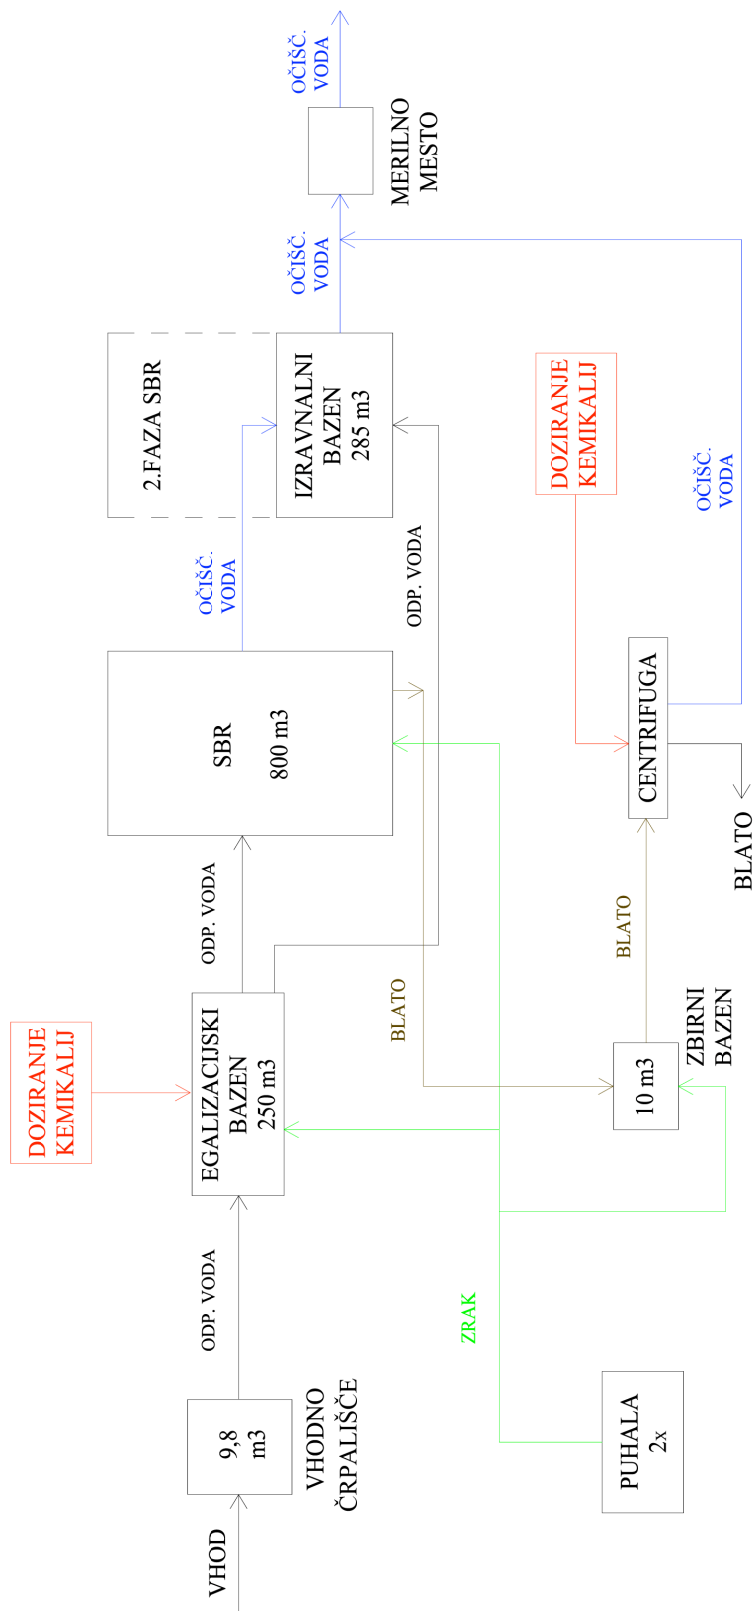 VHOD
9,8
m3
VHODNO
ČRPALIŠČE
ODP. VODA
DOZIRANJE
KEMIKALIJ
EGALIZACIJSKI
BAZEN
250 m3
ODP. VODA
SBR
800 m3
OČIŠČ.
VODA
2.FAZA SBR
IZRAVNALNI
BAZEN
285 m3
OČIŠČ.
VODA
MERILNO
MESTO
OČIŠČ.
VODA
ODP. VODA
BLATO
ZRAK
PUHALA
2x
10 m3
ZBIRNI
BAZEN
BLATO
CENTRIFUGA
DOZIRANJE
KEMIKALIJ
BLATO
OČIŠČ.
VODA